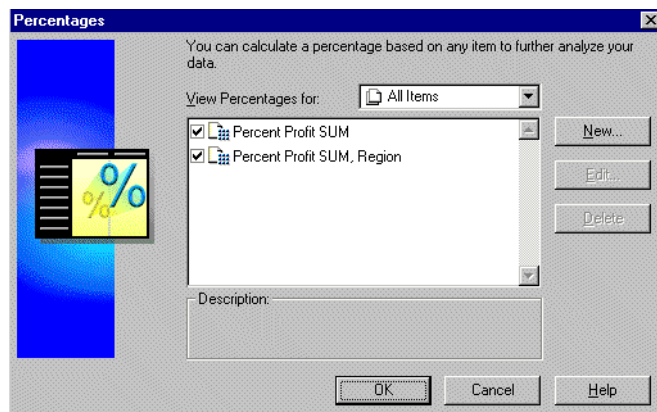 Percentages
You can calculate a percentage based on any item to further analyze your
data.
View Percentages for:
All Items
Percent Profit SUM
Percent Profit SUM, Region
New...
Edit...
Delete
Description:
OK
Cancel
Help